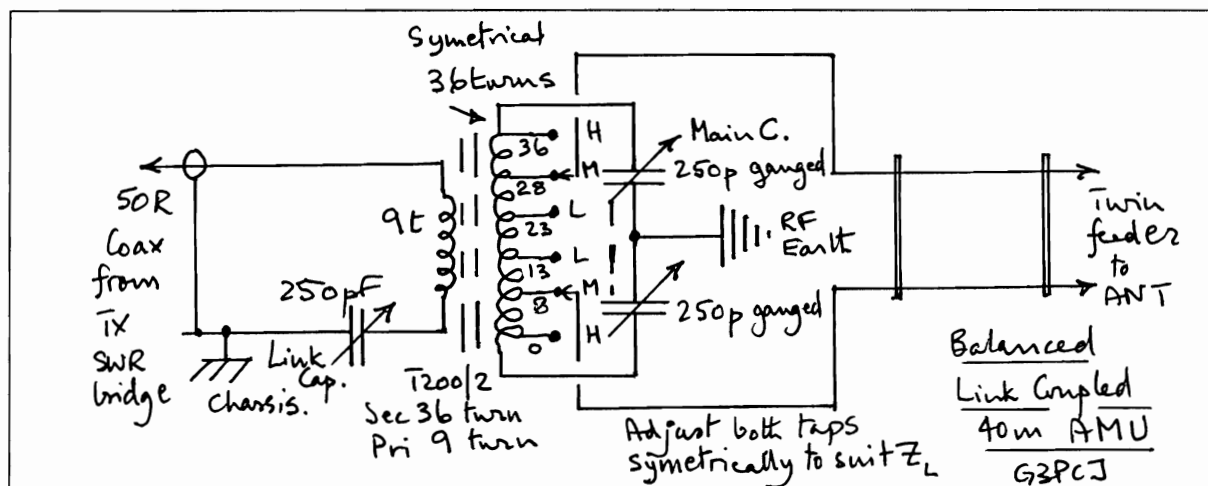 Symetrical
36 turns
50R
Coax
from
TX
SWR
bridge
Chassis.
250pF
Link
Cap.
9t
T200/2
Sec 36 turn
Pri 9 turn
36
28
23
13
8
0
H
M
L
L
M
H
Main C.
250p ganged
RF
Earth
250p ganged
Adjust both taps
symetrically to suit ZL
Twin
feeder
to
ANT
Balanced
Link Coupled
40m AMU
G3PCJ